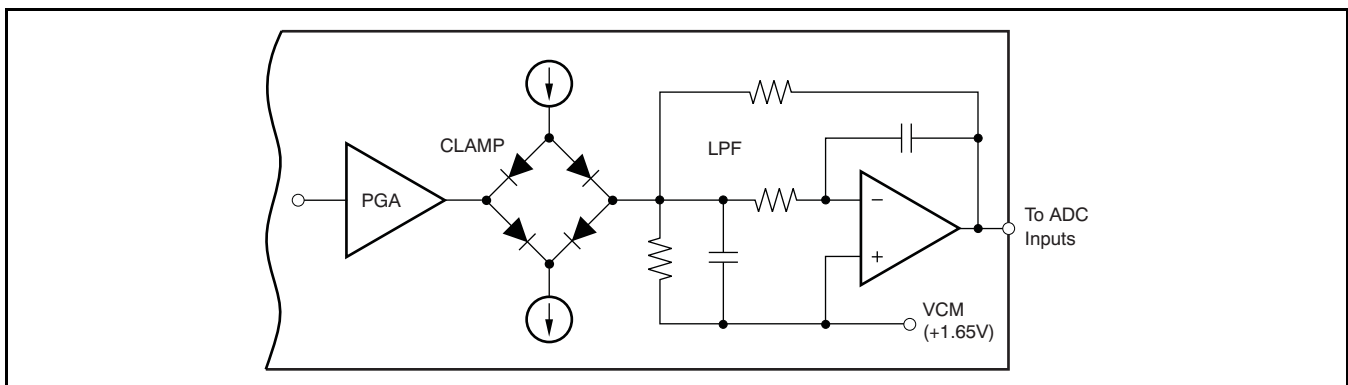 CLAMP
PGA
LPF
−
+
To ADC
Inputs
VCM
(+1.65V)